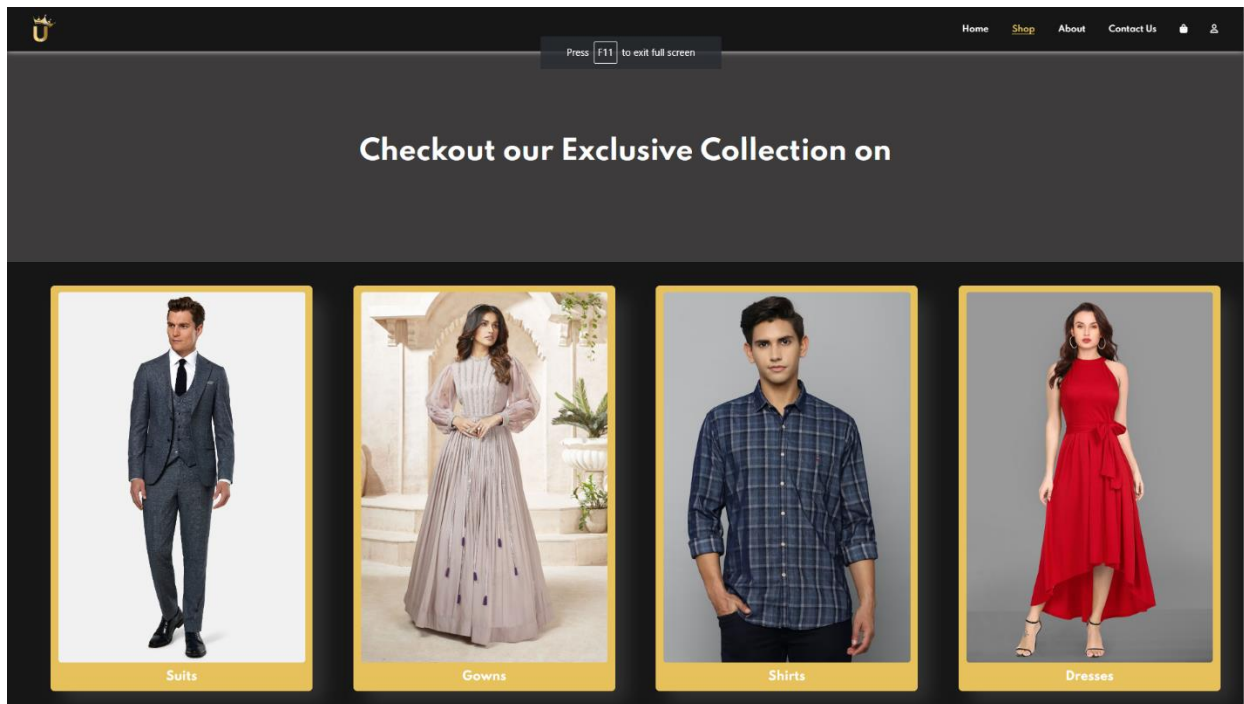 U
Home Shop About Contact Us
Press F11 to exit full screen
Checkout our Exclusive Collection on
Suits
Gowns
Shirts
Dresses